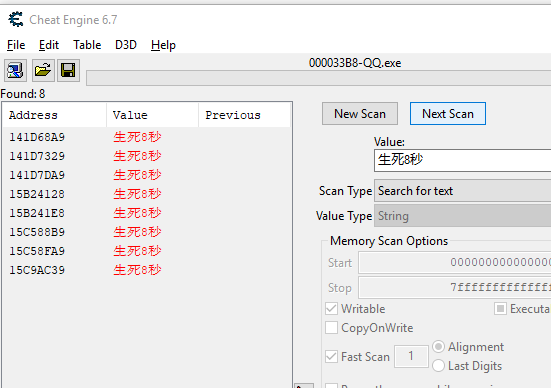 Cheat Engine 6.7
File Edit Table D3D Help
000033B8-QQ.exe
Found: 8
Address Value Previous
141D68A9 生死8秒
141D7329 生死8秒
141D7DA9 生死8秒
15B24128 生死8秒
15B241E8 生死8秒
15C588B9 生死8秒
15C58FA9 生死8秒
15C9AC39 生死8秒
New Scan Next Scan
Value:
生死8秒
Scan Type Search for text
Value Type String
Memory Scan Options
Start
Stop
Writable
CopyOnWrite
Fast Scan 1 Alignment
Last Digits